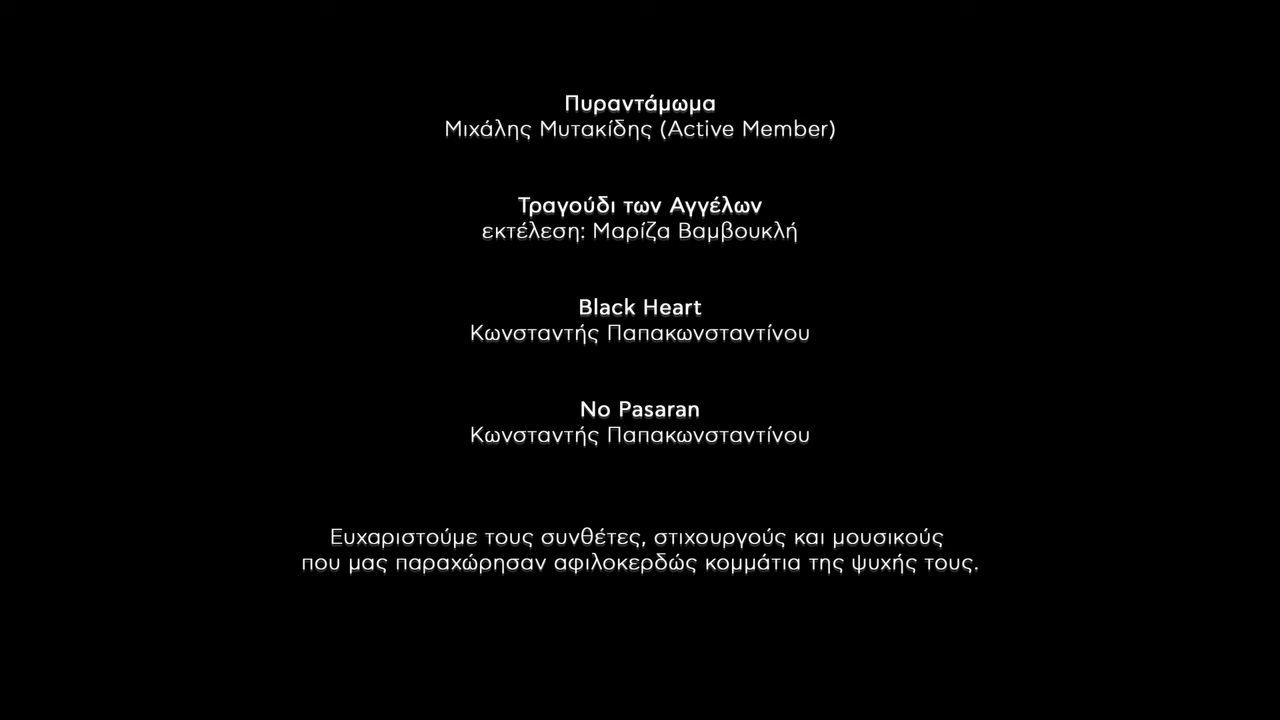 Πυραντάμωμα
Μιχάλης Μυτακίδης (Active Member)
Τραγούδι των Αγγέλων
εκτέλεση: Μαρίζα Βαμβουκλή
Black Heart
Κωνσταντής Παπακωνσταντίνου
No Pasaran
Κωνσταντής Παπακωνσταντίνου
Ευχαριστούμε τους συνθέτες, στιχουργούς και μουσικούς
που μας παραχώρησαν αφιλοκερδώς κομμάτια της ψυχής τους.